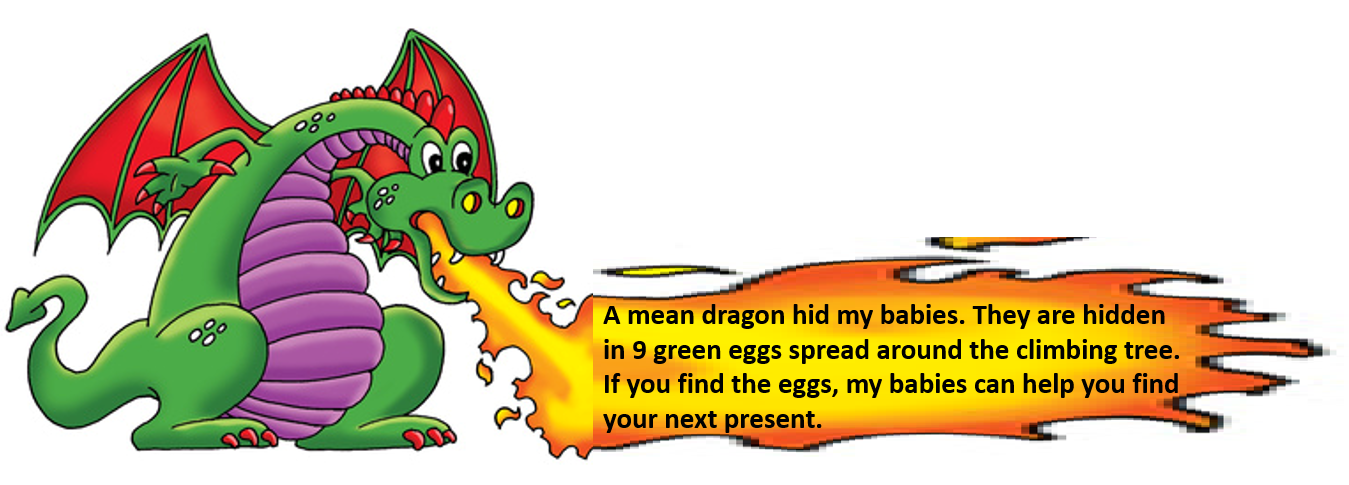 A mean dragon hid my babies. They are hidden
in 9 green eggs spread around the climbing tree.
If you find the eggs, my babies can help you find
your next present.